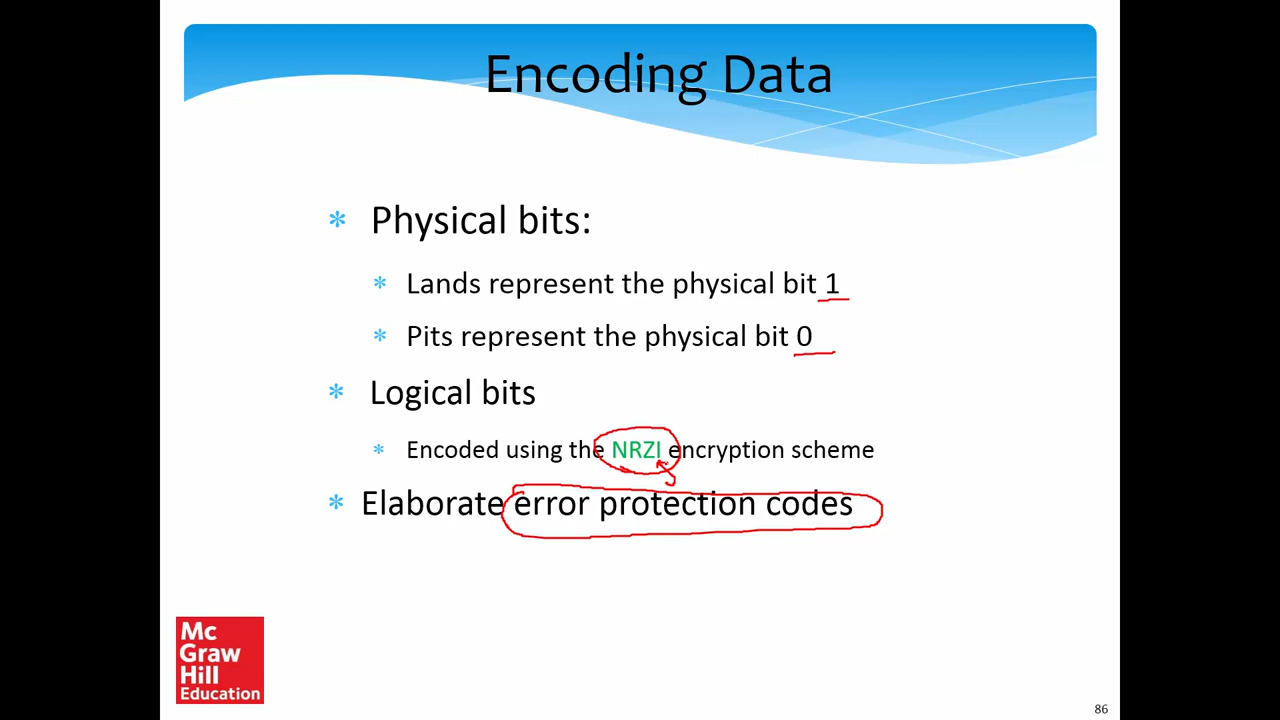 Encoding Data
* Physical bits:
* Lands represent the physical bit 1
* Pits represent the physical bit 0
* Logical bits
* Encoded using the NRZI encryption scheme
* Elaborate error protection codes
Mc
Graw
Hill
Education
86